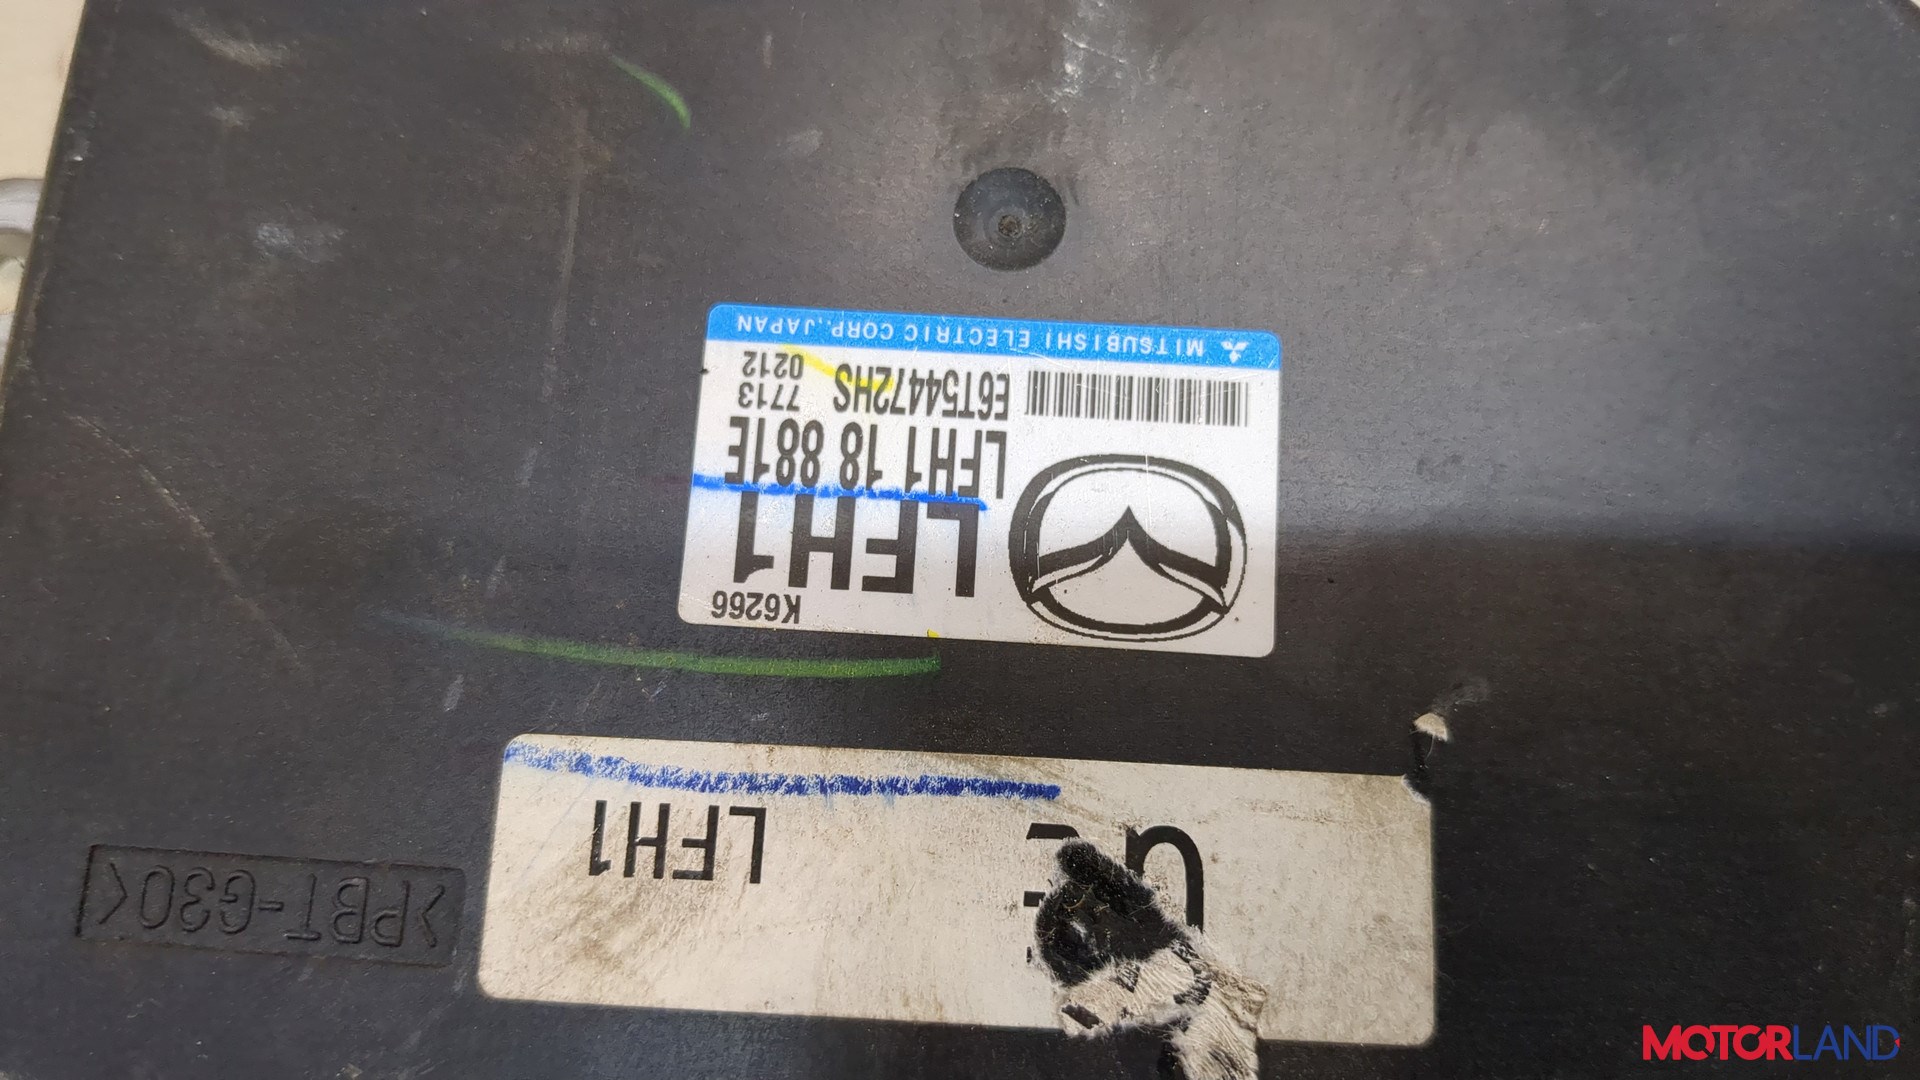 K6266
LFH1
LFH1 18 881E
E6T54472HS 7713
0212
MITSUBISHI ELECTRIC CORP. JAPAN
LFH1
>PBT-G30<
MOTORLAND